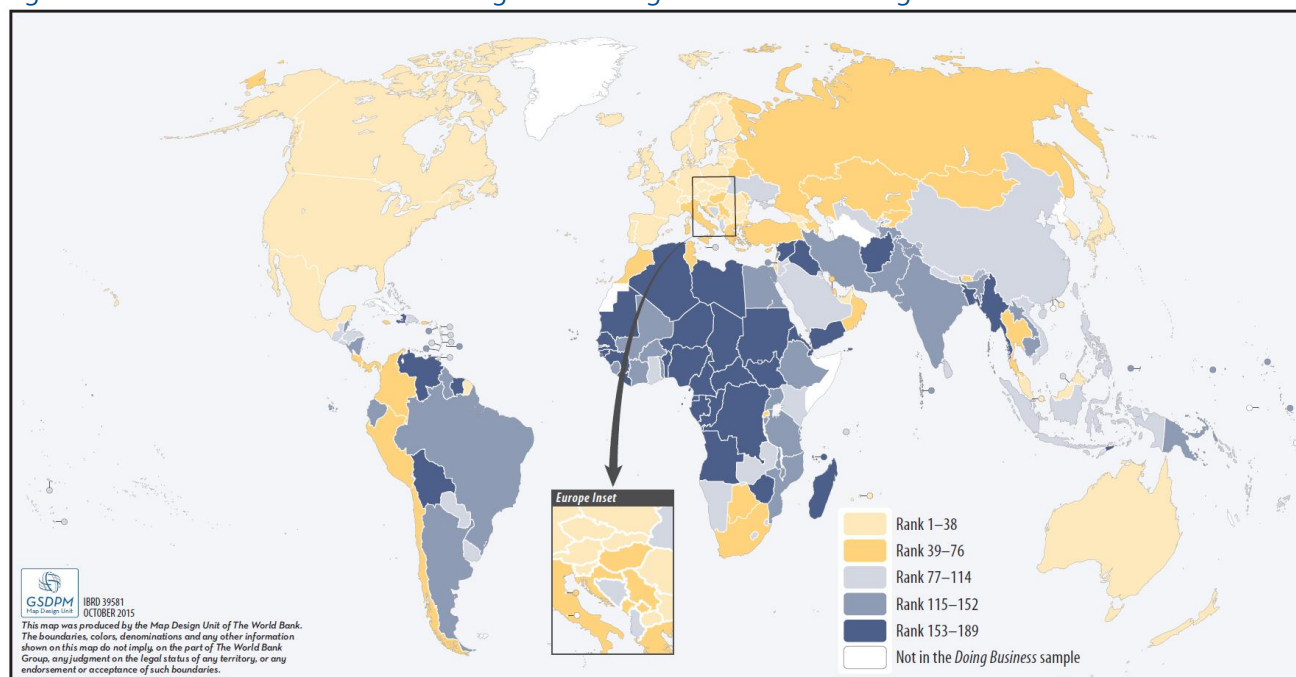 Europe Inset
Rank 1–38
Rank 39–76
Rank 77–114
Rank 115–152
Rank 153–189
Not in the Doing Business sample
GSDPM
Map Design Unit
IBRD 39581
OCTOBER 2015
This map was produced by the Map Design Unit of The World Bank.
The boundaries, colors, denominations and any other information
shown on this map do not imply, on the part of The World Bank
Group, any judgment on the legal status of any territory, or any
endorsement or acceptance of such boundaries.